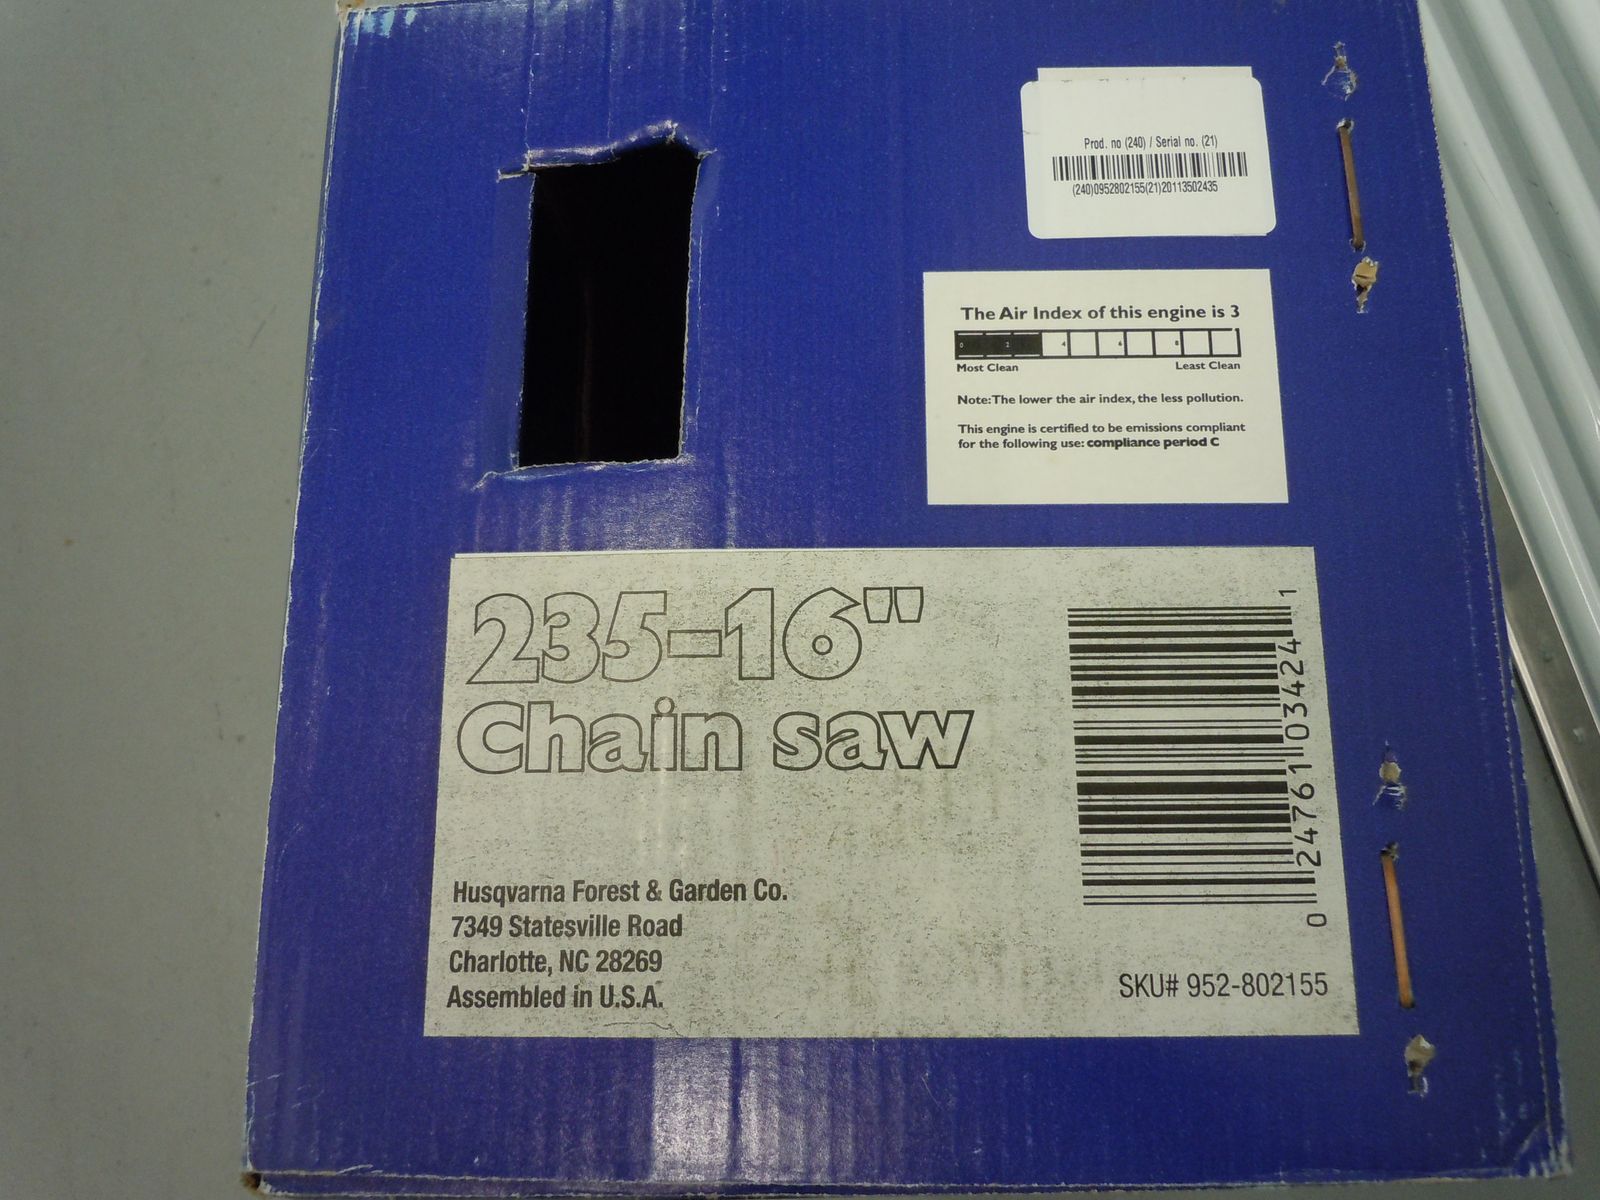 Prod. no (240) / Serial no. (21)
(240)0952802155(21)20113502435
The Air Index of this engine is 3
0 2 4 6 8
Most Clean Least Clean
Note:The lower the air index, the less pollution.
This engine is certified to be emissions compliant
for the following use: compliance period C
235-16"
Chain saw
Husqvarna Forest & Garden Co.
7349 Statesville Road
Charlotte, NC 28269
Assembled in U.S.A.
0 24761 03424 1
SKU# 952-802155